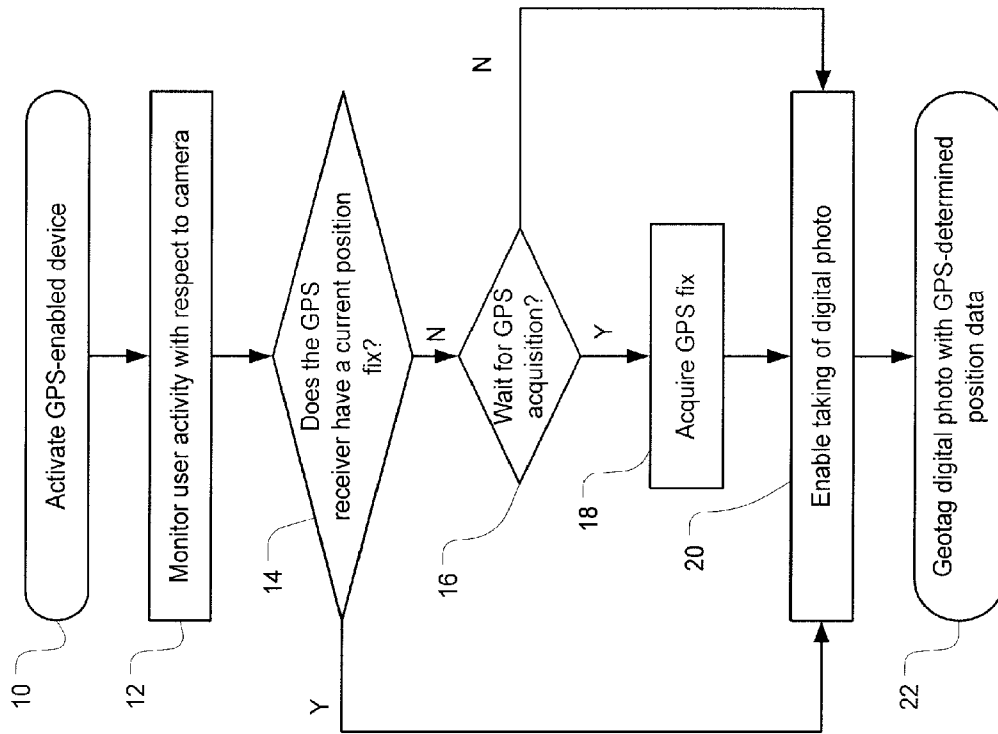 10
Activate GPS-enabled device
12
Monitor user activity with respect to camera
14
Does the GPS
receiver have a current position
fix?
Y
N
16
Wait for GPS
acquisition?
N
Y
18
Acquire GPS fix
20
Enable taking of digital photo
22
Geotag digital photo with GPS-determined
position data